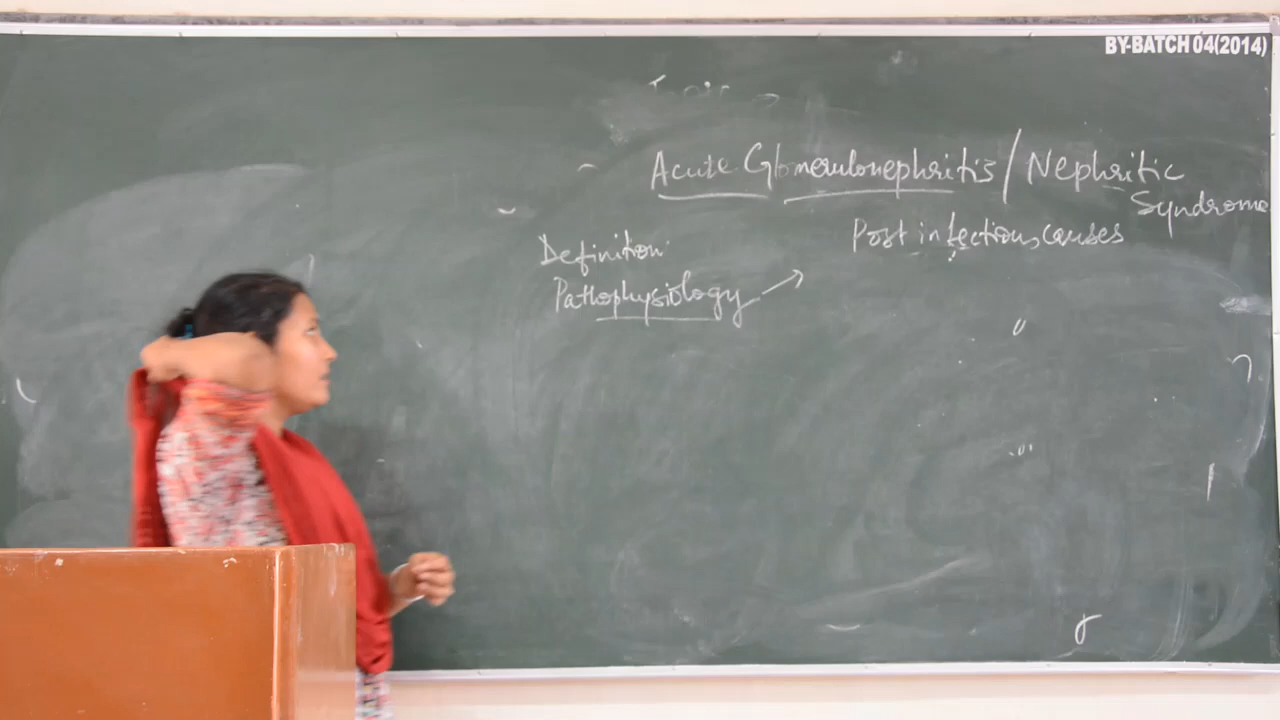 BY-BATCH 04(2014)
Acute Glomerulonephritis / Nephritic
Syndrome
Post infectious causes
Definition
Pathophysiology →